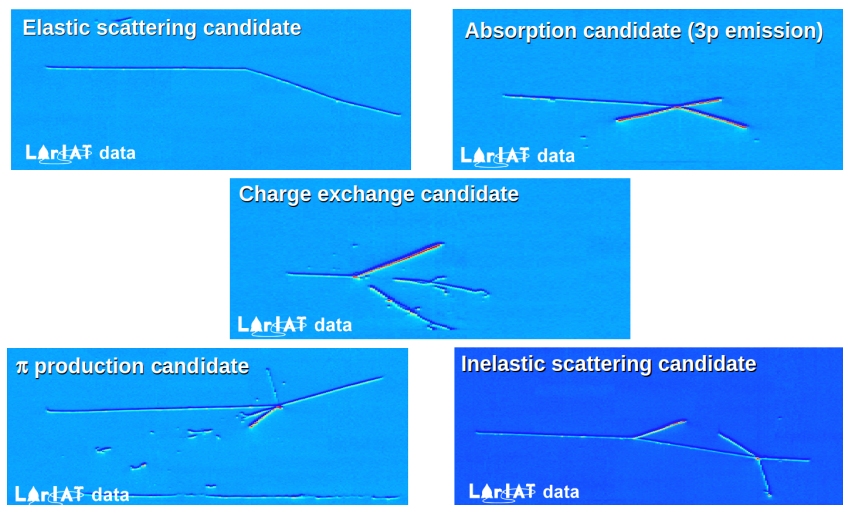 Elastic scattering candidate
LArIAT data
Absorption candidate (3p emission)
LArIAT data
Charge exchange candidate
LArIAT data
π production candidate
LArIAT data
Inelastic scattering candidate
LArIAT data